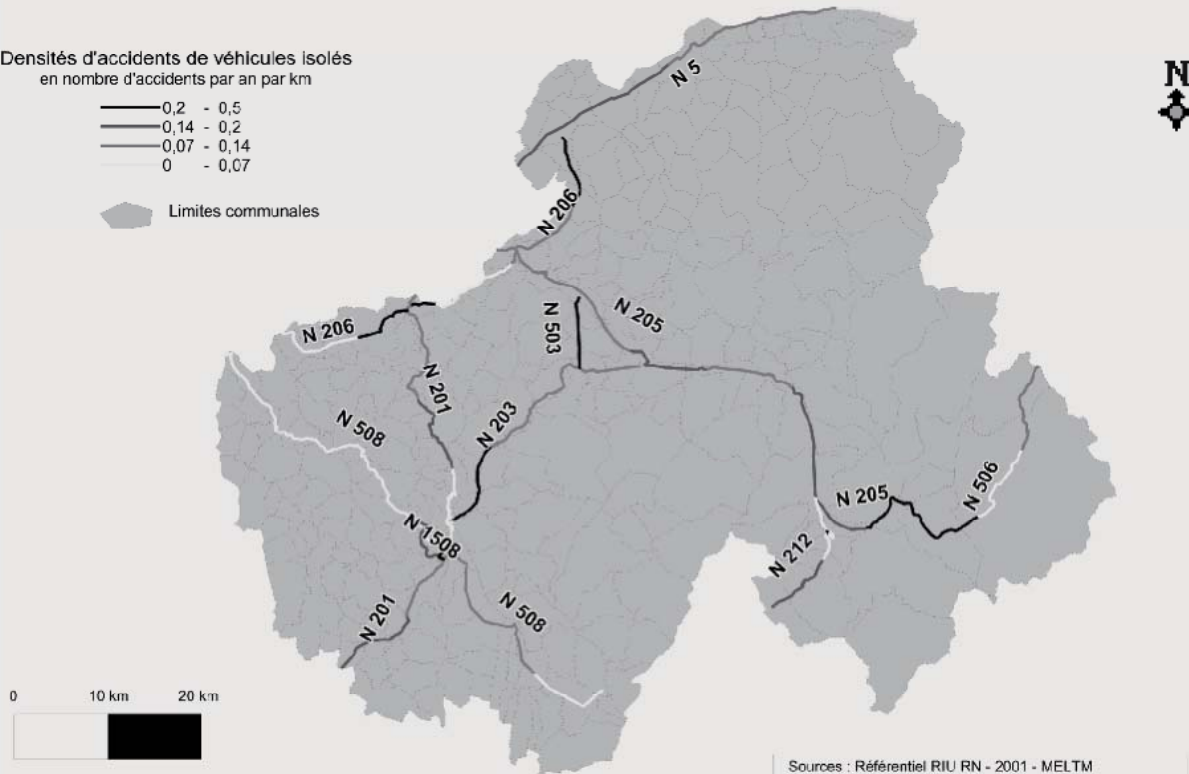 Densités d'accidents de véhicules isolés
en nombre d'accidents par an par km
0,2 - 0,5
0,14 - 0,2
0,07 - 0,14
0 - 0,07
Limites communales
N
N 5
N 206
N 205
N 503
N 206
N 201
N 203
N 508
N 205
N 506
N 1508
N 212
N 508
N 201
0 10 km 20 km
Sources : Référentiel RIU RN - 2001 - MELTM